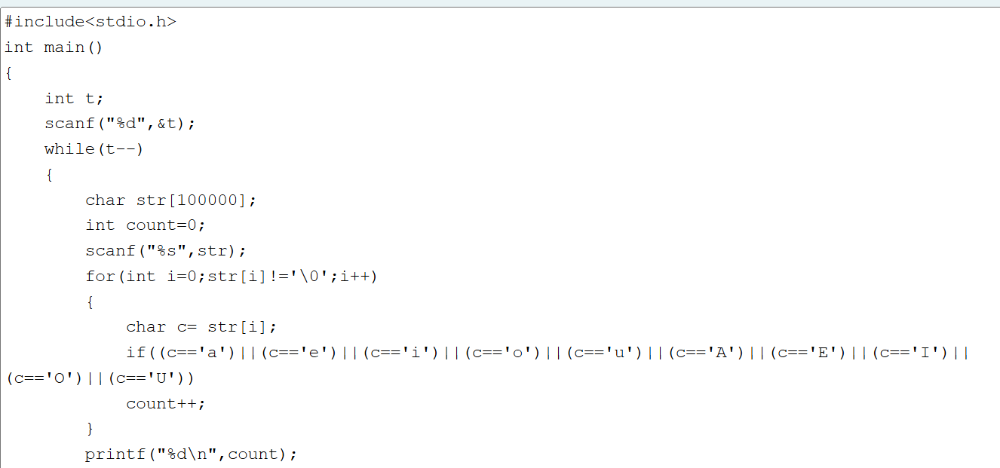 #include<stdio.h>
int main()
{
    int t;
    scanf("%d",&t);
    while(t--)
    {
        char str[100000];
        int count=0;
        scanf("%s",str);
        for(int i=0;str[i]!='\0';i++)
        {
            char c= str[i];
            if((c=='a')||(c=='e')||(c=='i')||(c=='o')||(c=='u')||(c=='A')||(c=='E')||(c=='I')||
(c=='O')||(c=='U'))
            count++;
        }
        printf("%d\n",count);